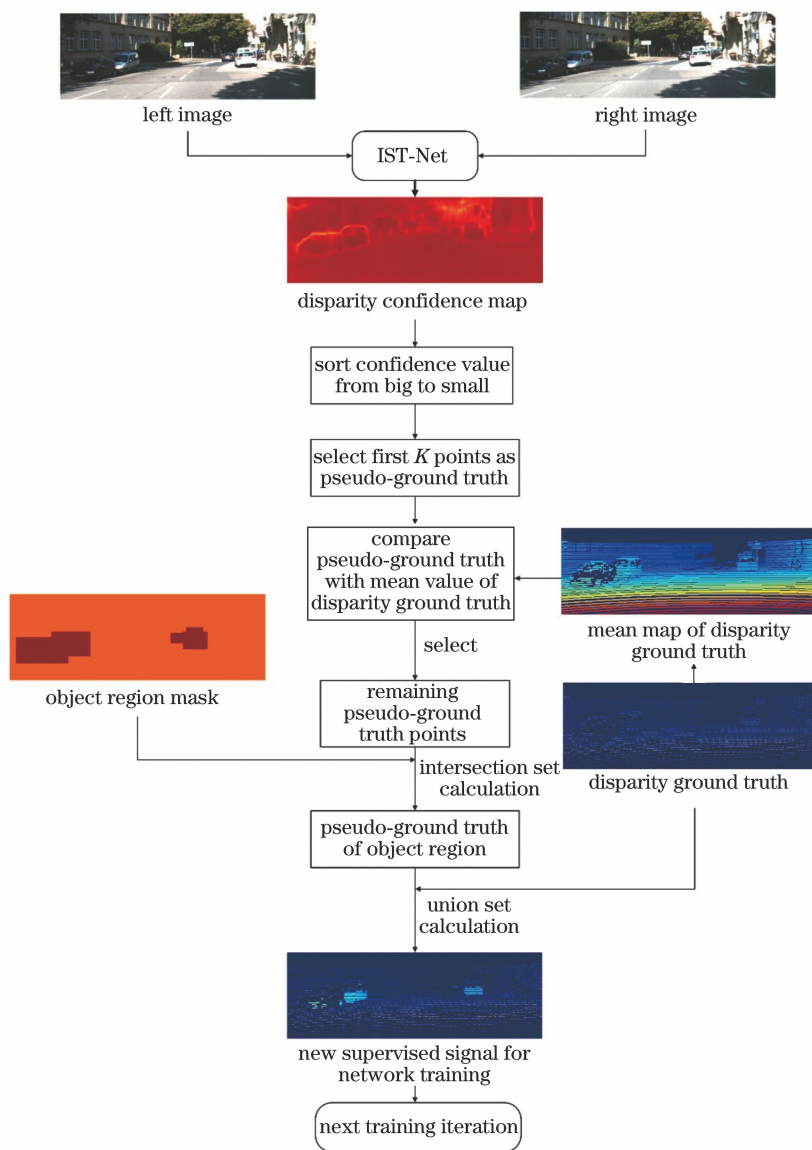 left image
right image
IST-Net
disparity confidence map
sort confidence value
from big to small
select first K points as
pseudo-ground truth
compare
pseudo-ground truth
with mean value of
disparity ground truth
mean map of disparity
ground truth
select
object region mask
remaining
pseudo-ground
truth points
intersection set
calculation
disparity ground truth
pseudo-ground truth
of object region
union set
calculation
new supervised signal for
network training
next training iteration